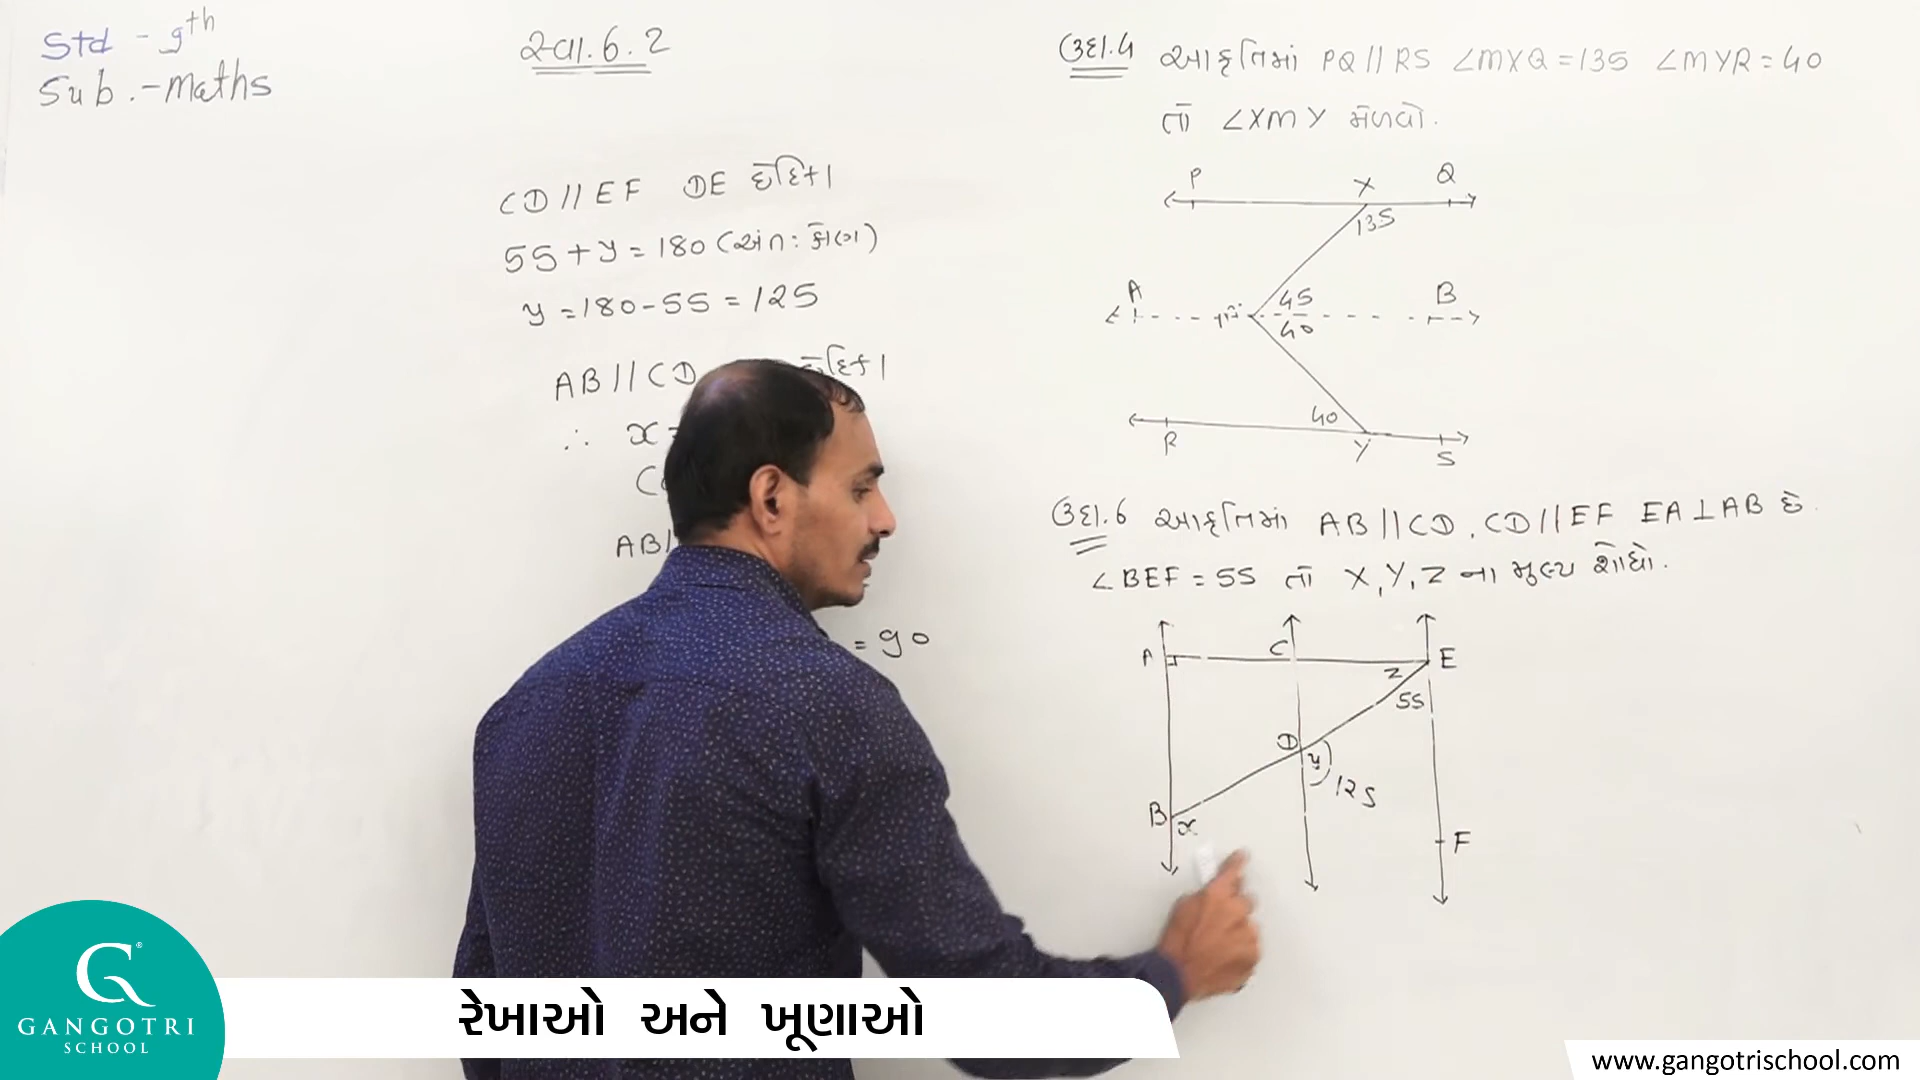 Std - 9th
Sub. - Maths
સ્વા. 6.2
CD // EF DE છેદિકા
55 + y = 180 (અંતઃકોણ)
y = 180 - 55 = 125
AB // CD છેદિકા
∴ x =
AB //
= 90
ઉદા.4 આકૃતિમાં PQ // RS ∠MXQ = 135 ∠MYR = 40
તો ∠XMY મેળવો.
P X Q
135
A 45 B
M 40
40
R Y S
ઉદા.6 આકૃતિમાં AB // CD, CD // EF EA ⊥ AB છે.
∠BEF = 55 તો X, Y, Z ના મૂલ્ય શોધો.
A C E
z
55
D y
125
B x
F
G
GANGOTRI
SCHOOL
રેખાઓ અને ખૂણાઓ
www.gangotrischool.com